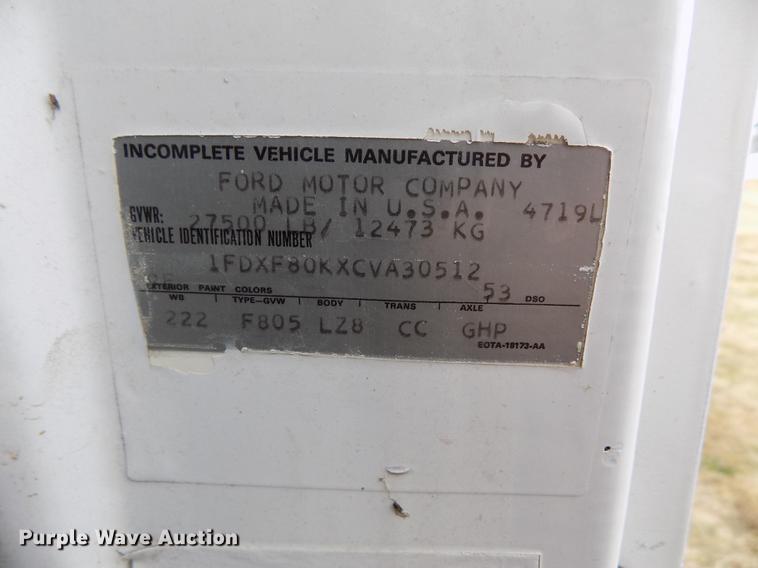 INCOMPLETE VEHICLE MANUFACTURED BY
FORD MOTOR COMPANY
MADE IN U.S.A. 4719L
GVWR: 27500 LB/ 12473 KG
VEHICLE IDENTIFICATION NUMBER
1FDXF80KXCVA30512
EXTERIOR PAINT COLORS 53 DSO
WB TYPE-GVW BODY TRANS AXLE
222 F805 LZ8 CC GHP
EOTA-18173-AA
Purple Wave Auction